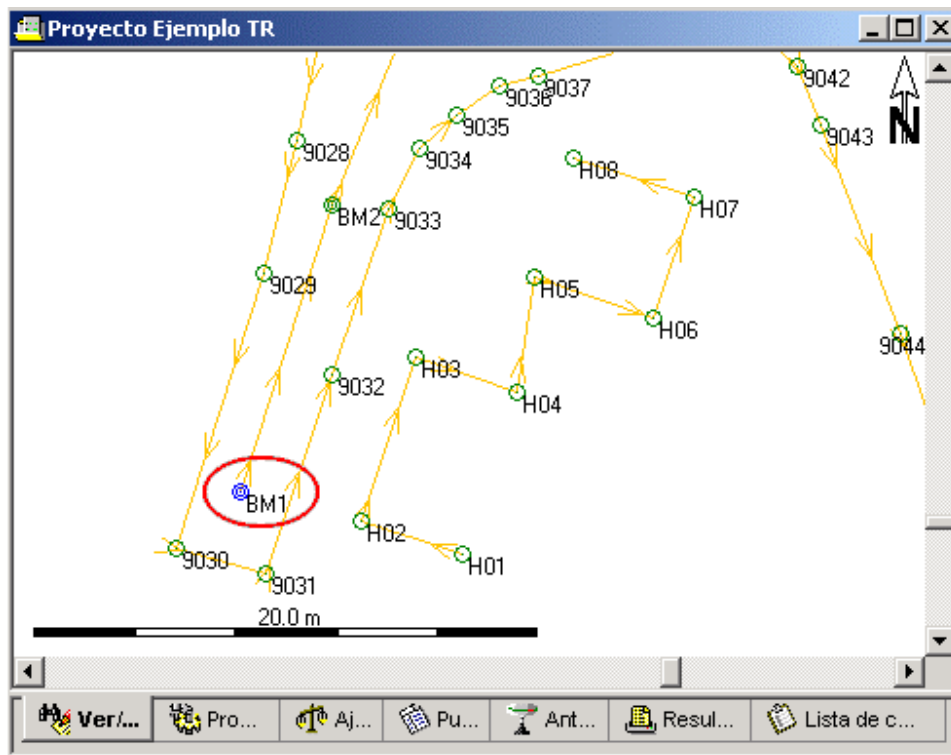 Proyecto Ejemplo TR
9042
9037
9036
N
9035
9043
9028
9034
H08
H07
BM2
9033
9029
H05
H06
9044
H03
9032
H04
BM1
H02
9030
H01
9031
20.0 m
Ver/... Pro... Aj... Pu... Ant... Resul... Lista de c...